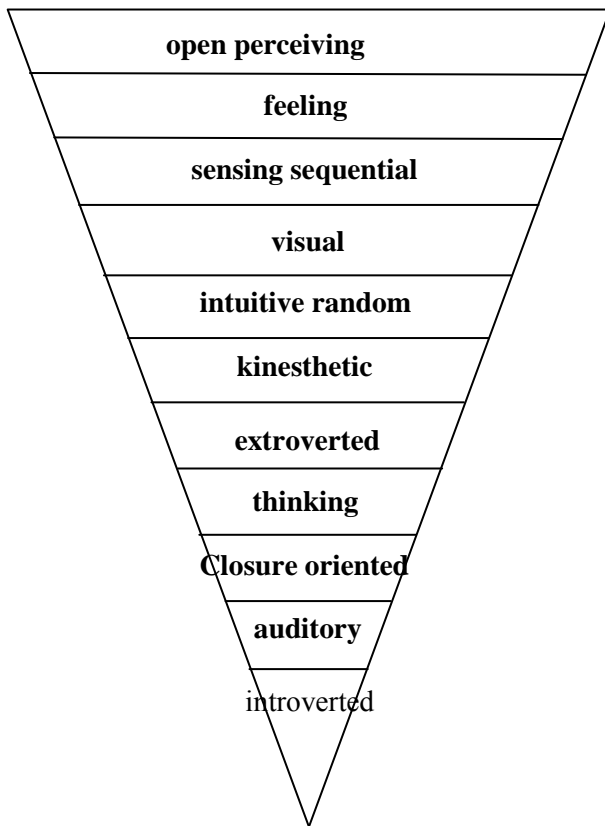 open perceiving
feeling
sensing sequential
visual
intuitive random
kinesthetic
extroverted
thinking
Closure oriented
auditory
introverted